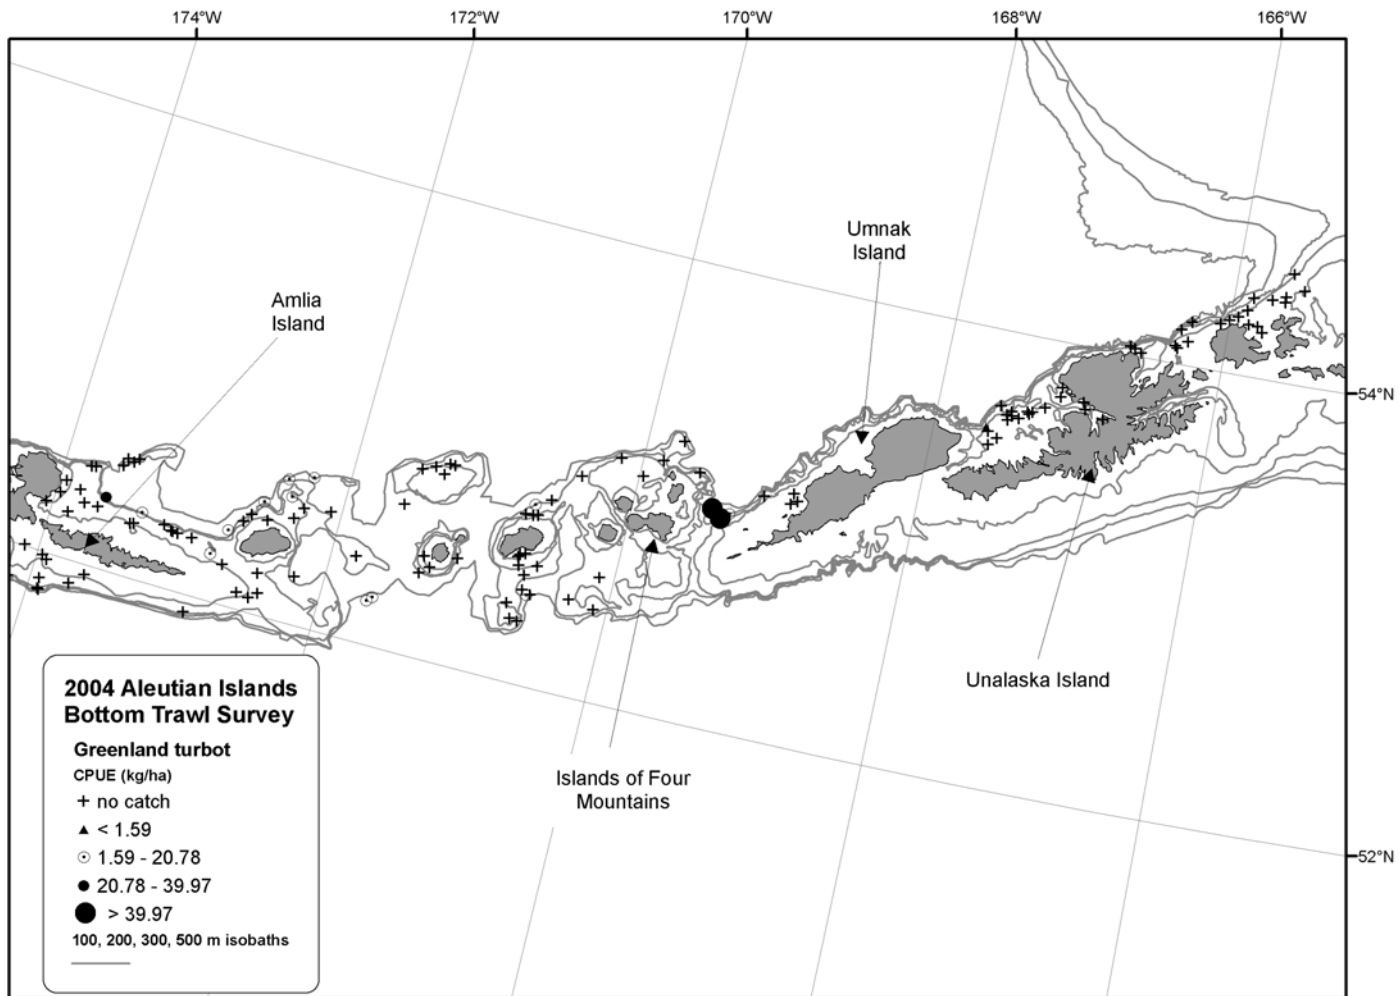 174°W
172°W
170°W
168°W
166°W
Umnak
Island
Amlia
Island
54°N
Unalaska Island
Islands of Four
Mountains
52°N
2004 Aleutian Islands
Bottom Trawl Survey
Greenland turbot
CPUE (kg/ha)
no catch
< 1.59
1.59 - 20.78
20.78 - 39.97
> 39.97
100, 200, 300, 500 m isobaths